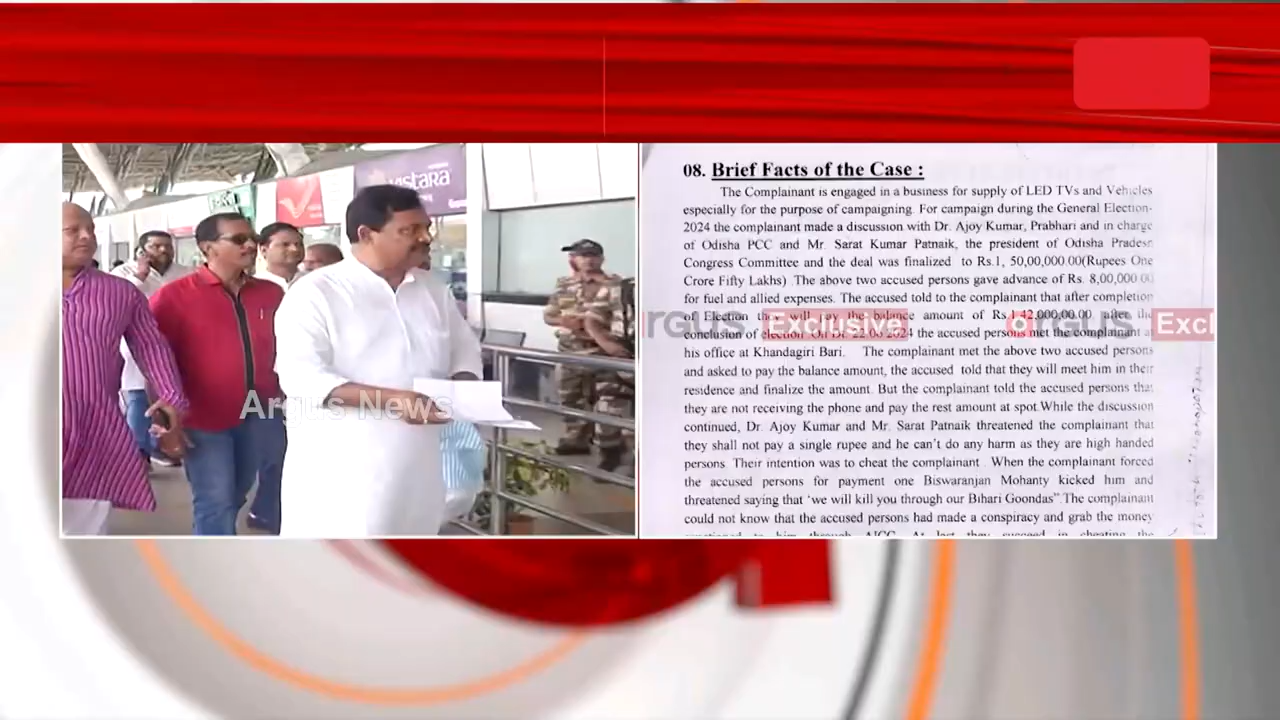 vistara
Argus News
08. Brief Facts of the Case :
The Complainant is engaged in a business for supply of LED TVs and Vehicles
especially for the purpose of campaigning. For campaign during the General Election-
2024 the complainant made a discussion with Dr. Ajoy Kumar, Prabhari and in charge
of Odisha PCC and Mr. Sarat Kumar Patnaik, the president of Odisha Pradesh
Congress Committee and the deal was finalized to Rs.1, 50,00,000.00(Rupees One
Crore Fifty Lakhs) .The above two accused persons gave advance of Rs. 8,00,000.00
for fuel and allied expenses. The accused told to the complainant that after completion
of Election they will pay the balance amount of Rs.142,000,00.00 after the
conclusion of election. On Dt. 2024 the accused persons met the complainant at
his office at Khandagiri Bari. The complainant met the above two accused persons
and asked to pay the balance amount, the accused told that they will meet him in their
residence and finalize the amount. But the complainant told the accused persons that
they are not receiving the phone and pay the rest amount at spot.While the discussion
continued, Dr. Ajoy Kumar and Mr. Sarat Patnaik threatened the complainant that
they shall not pay a single rupee and he can't do any harm as they are high handed
persons. Their intention was to cheat the complainant . When the complainant forced
the accused persons for payment one Biswaranjan Mohanty kicked him and
threatened saying that 'we will kill you through our Bihari Goondas".The complainant
could not know that the accused persons had made a conspiracy and grab the money
to him through AICC. At last they succeed in cheating the
Argus Exclusive Argus Excl